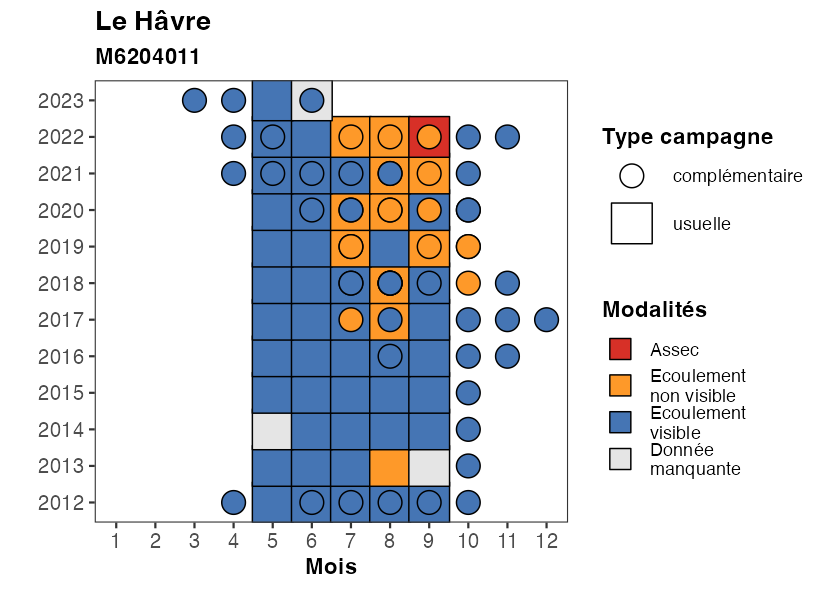 Le Hâvre
M6204011
2023
2022
2021
2020
2019
2018
2017
2016
2015
2014
2013
2012
1 2 3 4 5 6 7 8 9 10 11 12
Mois
Type campagne
complémentaire
usuelle
Modalités
Assec
Ecoulement
non visible
Ecoulement
visible
Donnée
manquante